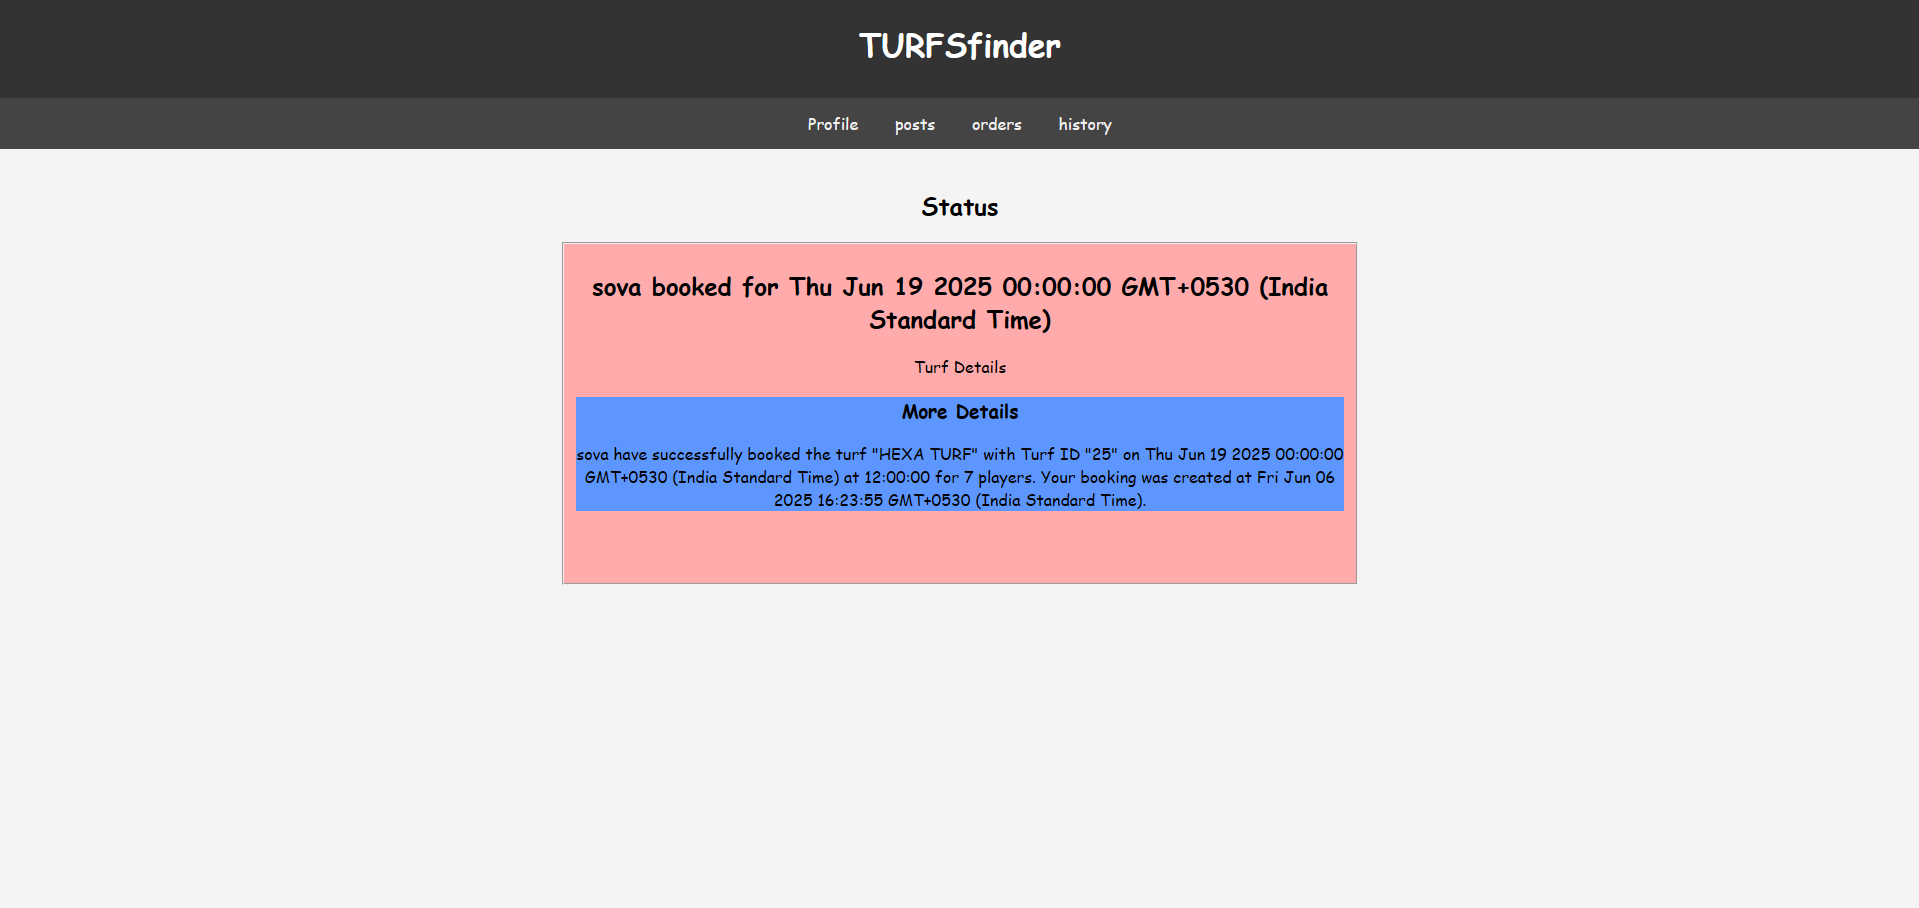 TURFSfinder
Profile posts orders history
Status
sova booked for Thu Jun 19 2025 00:00:00 GMT+0530 (India
Standard Time)
Turf Details
More Details
sova have successfully booked the turf "HEXA TURF" with Turf ID "25" on Thu Jun 19 2025 00:00:00
GMT+0530 (India Standard Time) at 12:00:00 for 7 players. Your booking was created at Fri Jun 06
2025 16:23:55 GMT+0530 (India Standard Time).